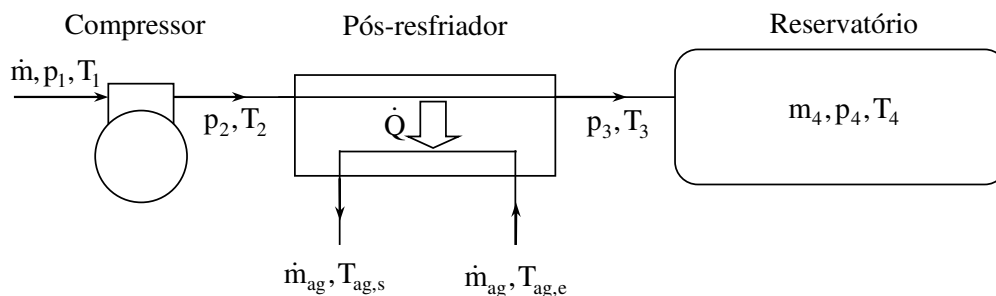 Compressor Pós-resfriador Reservatório
ṁ, p₁, T₁
p₂, T₂ Q̇ p₃, T₃ m₄, p₄, T₄
ṁ_ag, T_ag,s ṁ_ag, T_ag,e